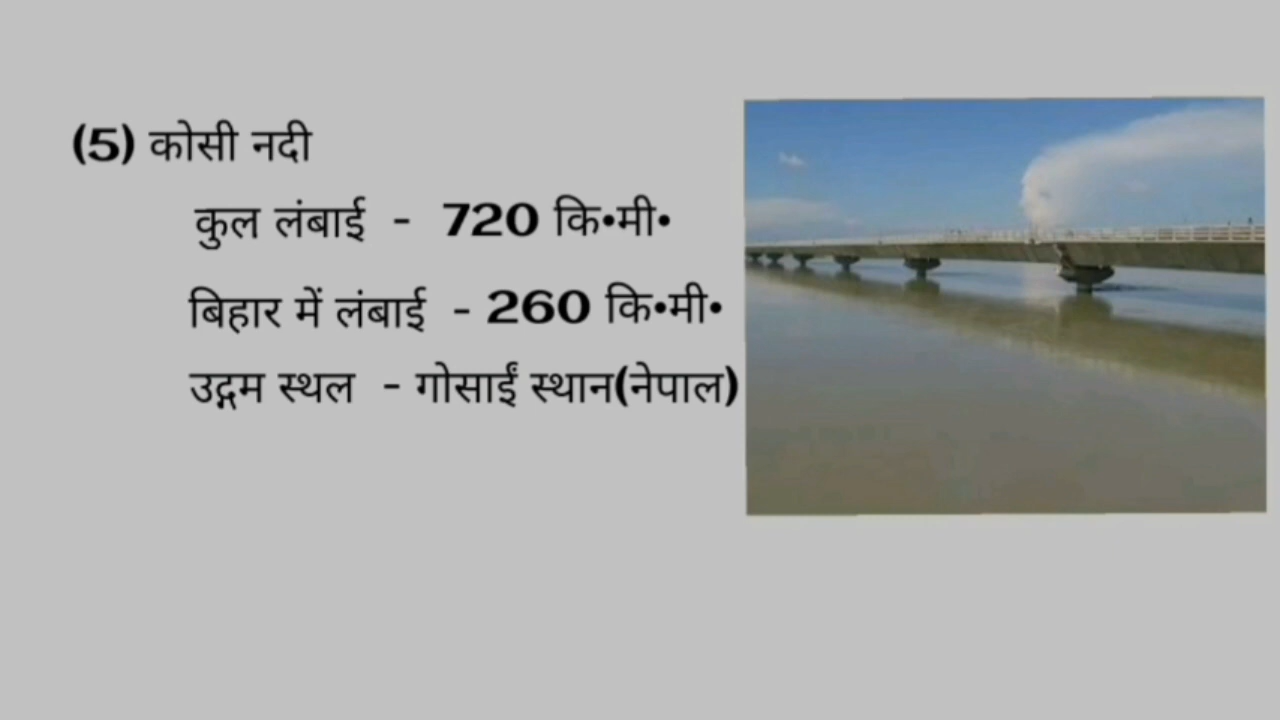 (5) कोसी नदी
कुल लंबाई - 720 कि•मी•
बिहार में लंबाई - 260 कि•मी•
उद्गम स्थल - गोसाईं स्थान(नेपाल)